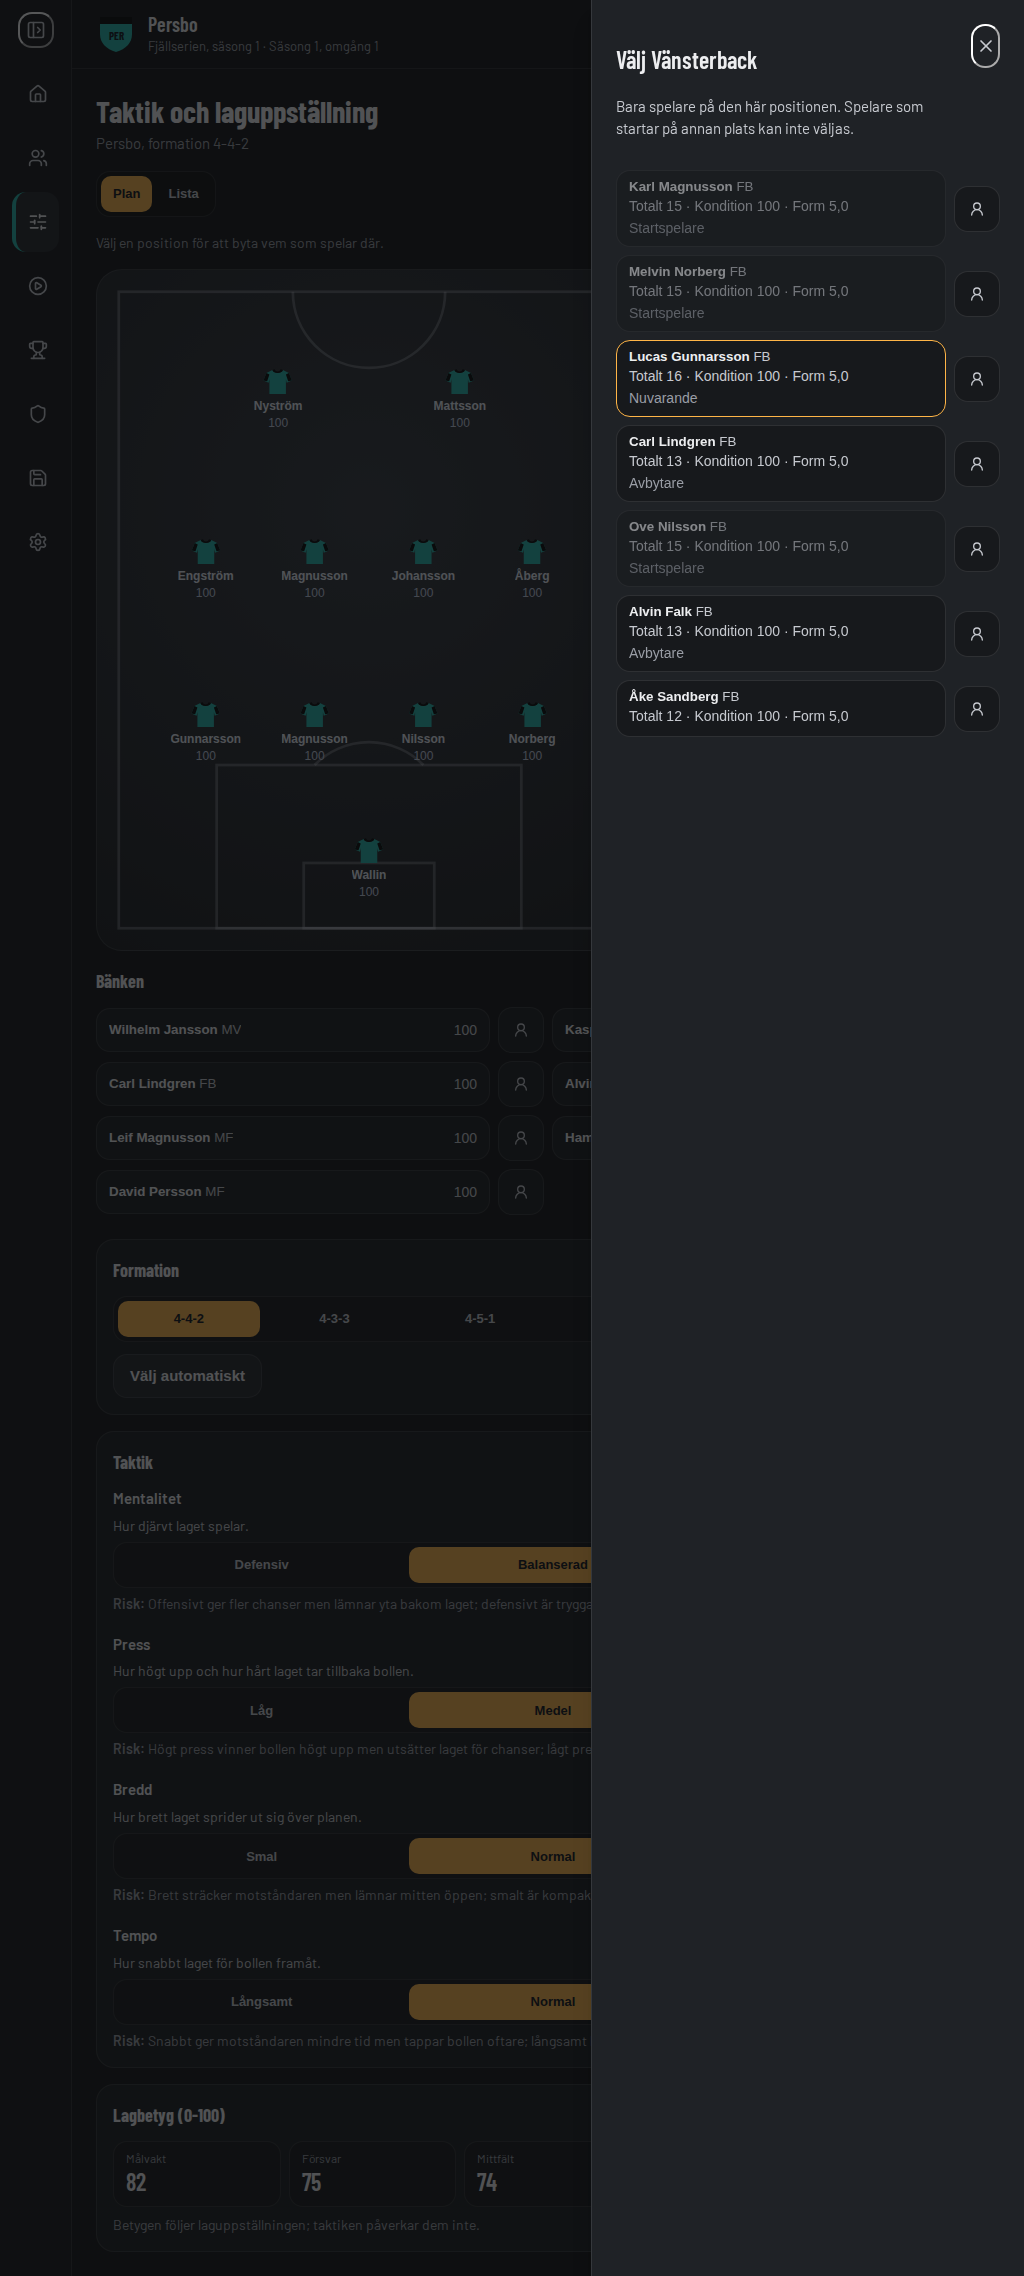 PER
Persbo
Fjällserien, säsong 1 · Säsong 1, omgång 1
Taktik och laguppställning
Persbo, formation 4-4-2
Plan
Lista
Välj en position för att byta vem som spelar där.
Nyström
Mattsson
100
100
Engström
Magnusson
Johansson
Åberg
100
100
100
100
Gunnarsson
Magnusson
Nilsson
Norberg
100
100
100
100
Wallin
100
Bänken
Wilhelm Jansson MV
100
Carl Lindgren FB
100
Leif Magnusson MF
100
Ham
David Persson MF
100
Formation
4-4-2
4-3-3
4-5-1
Välj automatiskt
Taktik
Mentalitet
Hur djärvt laget spelar.
Defensiv
Balanserad
Risk: Offensivt ger fler chanser men lämnar yta bakom laget; defensivt är trygga
Press
Hur högt upp och hur hårt laget tar tillbaka bollen.
Låg
Medel
Risk: Högt press vinner bollen högt upp men utsätter laget för chanser; lågt pre
Bredd
Hur brett laget sprider ut sig över planen.
Smal
Normal
Risk: Brett sträcker motståndaren men lämnar mitten öppen; smalt är kompak
Tempo
Hur snabbt laget för bollen framåt.
Långsamt
Normal
Risk: Snabbt ger motståndaren mindre tid men tappar bollen oftare; långsamt
Lagbetyg (0-100)
Målvakt
82
Försvar
75
Mittfält
74
Betygen följer laguppställningen; taktiken påverkar dem inte.
Välj Vänsterback
Bara spelare på den här positionen. Spelare som
startar på annan plats kan inte väljas.
Karl Magnusson FB
Totalt 15 · Kondition 100 · Form 5,0
Startspelare
Melvin Norberg FB
Totalt 15 · Kondition 100 · Form 5,0
Startspelare
Lucas Gunnarsson FB
Totalt 16 · Kondition 100 · Form 5,0
Nuvarande
Carl Lindgren FB
Totalt 13 · Kondition 100 · Form 5,0
Avbytare
Ove Nilsson FB
Totalt 15 · Kondition 100 · Form 5,0
Startspelare
Alvin Falk FB
Totalt 13 · Kondition 100 · Form 5,0
Avbytare
Åke Sandberg FB
Totalt 12 · Kondition 100 · Form 5,0